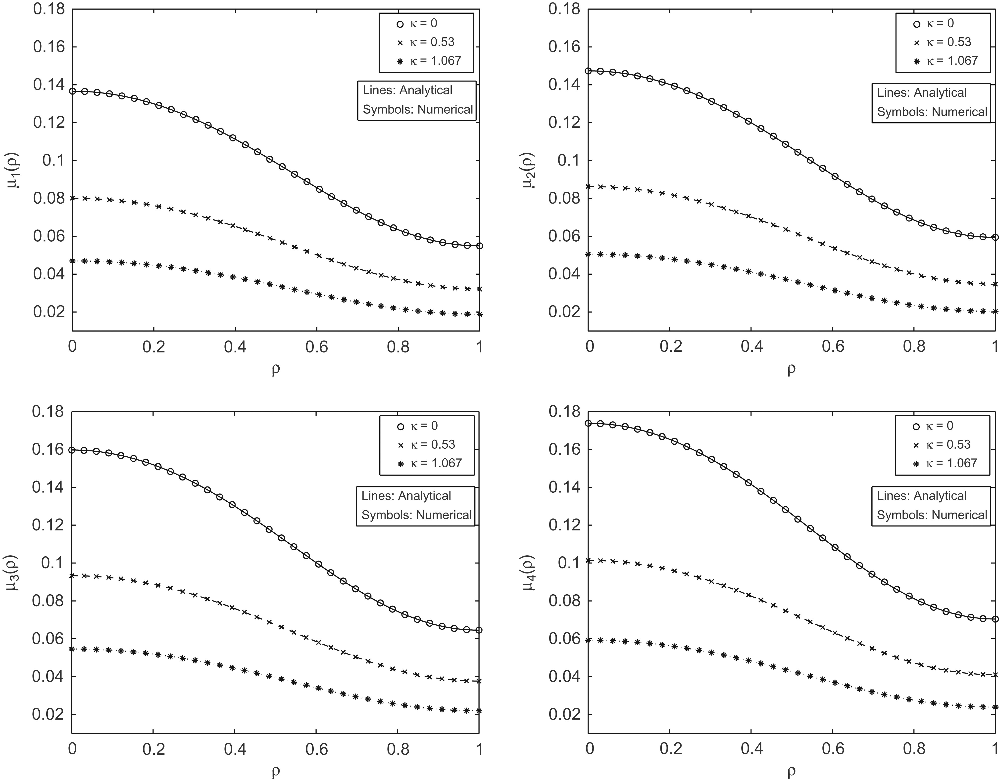 0.18
0.16
0.14
0.12
0.1
0.08
0.06
0.04
0.02
0 0.2 0.4 0.6 0.8 1
μ1(ρ)
ρ
κ = 0
κ = 0.53
κ = 1.067
Lines: Analytical
Symbols: Numerical
0.18
0.16
0.14
0.12
0.1
0.08
0.06
0.04
0.02
0 0.2 0.4 0.6 0.8 1
μ2(ρ)
ρ
κ = 0
κ = 0.53
κ = 1.067
Lines: Analytical
Symbols: Numerical
0.18
0.16
0.14
0.12
0.1
0.08
0.06
0.04
0.02
0 0.2 0.4 0.6 0.8 1
μ3(ρ)
ρ
κ = 0
κ = 0.53
κ = 1.067
Lines: Analytical
Symbols: Numerical
0.18
0.16
0.14
0.12
0.1
0.08
0.06
0.04
0.02
0 0.2 0.4 0.6 0.8 1
μ4(ρ)
ρ
κ = 0
κ = 0.53
κ = 1.067
Lines: Analytical
Symbols: Numerical